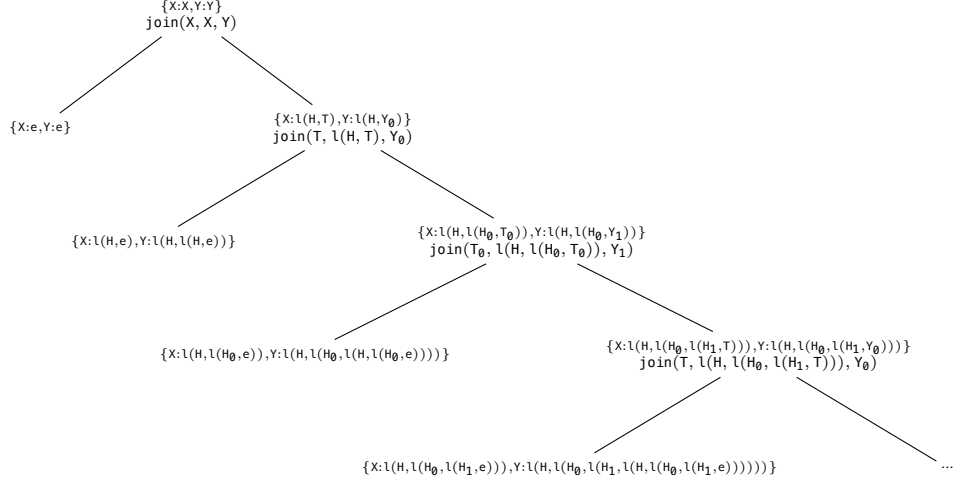 {X:X,Y:Y}
join(X, X, Y)
{X:e,Y:e}
{X:l(H,T),Y:l(H,Y₀)}
join(T, l(H, T), Y₀)
{X:l(H,e),Y:l(H,l(H,e))}
{X:l(H,l(H₀,T₀)),Y:l(H,l(H₀,Y₁))}
join(T₀, l(H, l(H₀, T₀)), Y₁)
{X:l(H,l(H₀,e)),Y:l(H,l(H₀,l(H,l(H₀,e))))}
{X:l(H,l(H₀,l(H₁,T))),Y:l(H,l(H₀,l(H₁,Y₀)))}
join(T, l(H, l(H₀, l(H₁, T))), Y₀)
{X:l(H,l(H₀,l(H₁,e))),Y:l(H,l(H₀,l(H₁,l(H,l(H₀,l(H₁,e))))))}
...